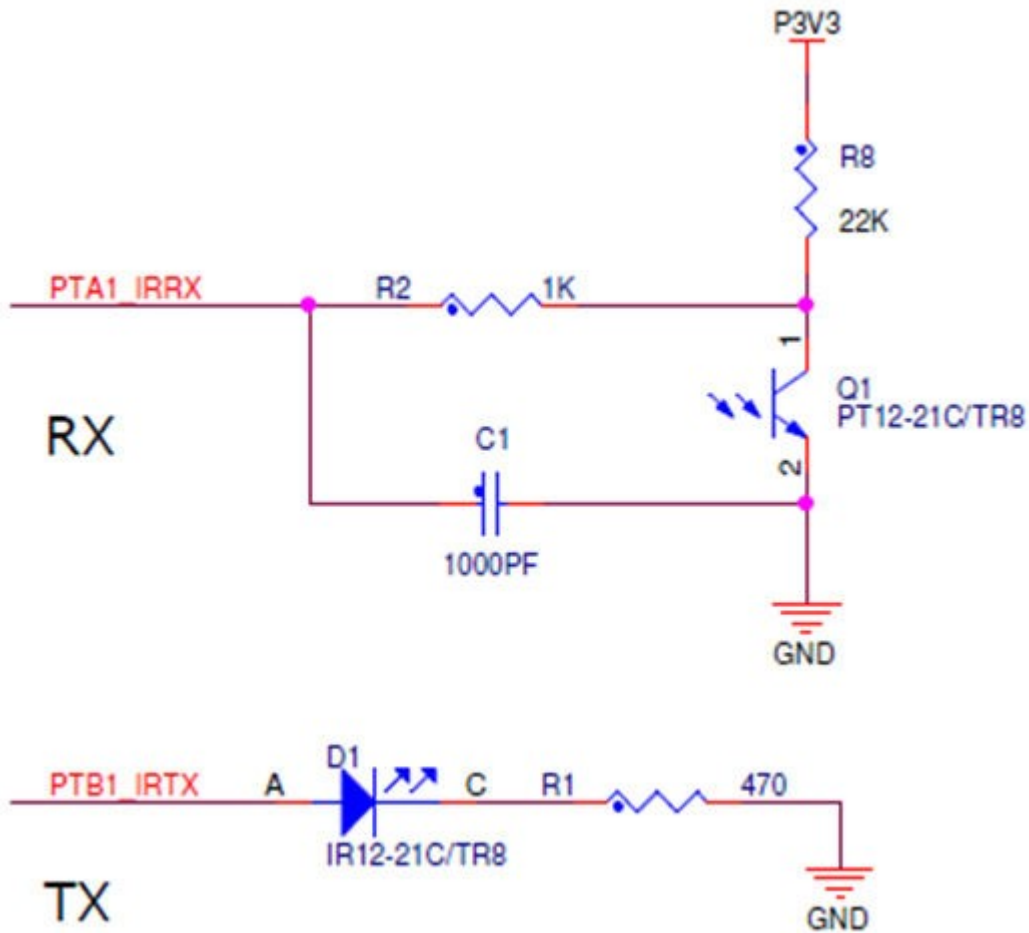 P3V3
R8
22K
PTA1_IRRX
R2
1K
1
Q1
PT12-21C/TR8
RX
C1
2
1000PF
GND
D1
PTB1_IRTX
A
C
R1
470
IR12-21C/TR8
TX
GND